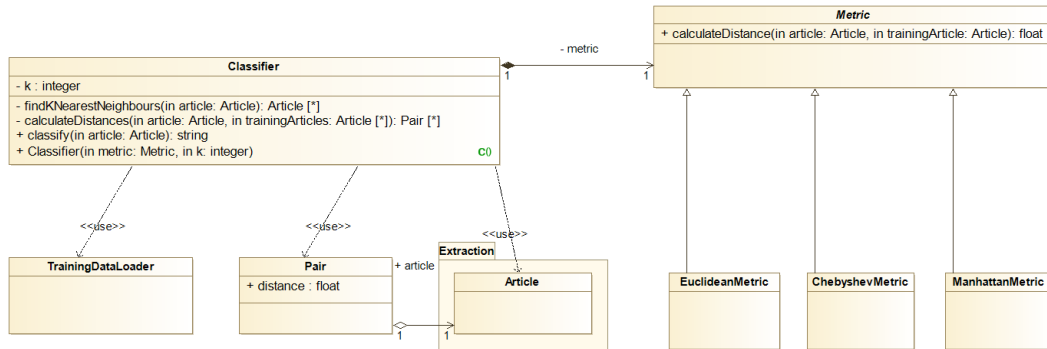 Metric
+ calculateDistance(in article: Article, in trainingArticle: Article): float
- metric
1
1
Classifier
- k : integer
- findKNearestNeighbours(in article: Article): Article [*]
- calculateDistances(in article: Article, in trainingArticles: Article [*]): Pair [*]
+ classify(in article: Article): string
+ Classifier(in metric: Metric, in k: integer)
C()
<<use>>
<<use>>
<<use>>
Extraction
TrainingDataLoader
Pair
+ distance : float
+ article
1
1
Article
EuclideanMetric
ChebyshevMetric
ManhattanMetric